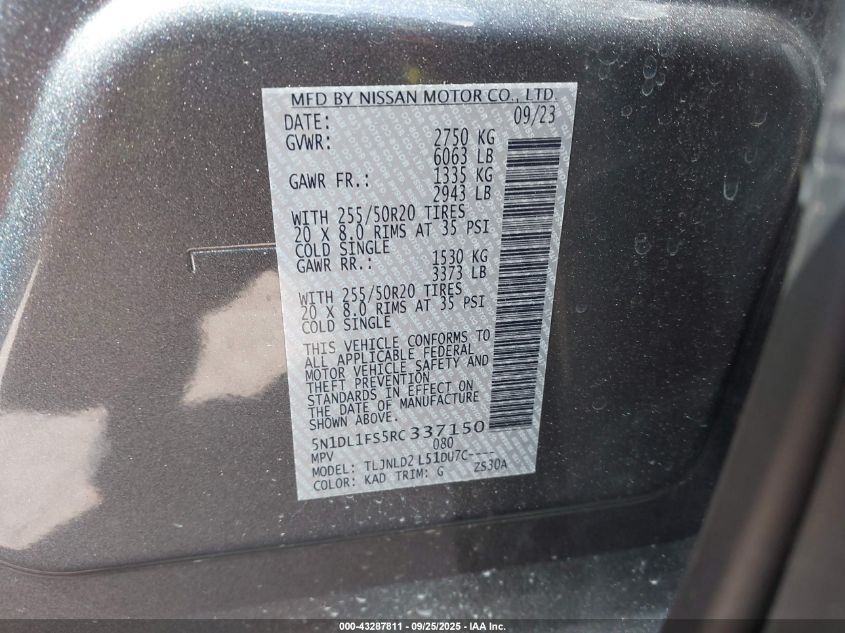 MFD BY NISSAN MOTOR CO., LTD.
DATE: 09/23
GVWR: 2750 KG
6063 LB
GAWR FR.: 1335 KG
2943 LB
WITH 255/50R20 TIRES
20 X 8.0 RIMS AT 35 PSI
COLD SINGLE
GAWR RR.: 1530 KG
3373 LB
WITH 255/50R20 TIRES
20 X 8.0 RIMS AT 35 PSI
COLD SINGLE
THIS VEHICLE CONFORMS TO
ALL APPLICABLE FEDERAL
MOTOR VEHICLE SAFETY AND
THEFT PREVENTION
STANDARDS IN EFFECT ON
THE DATE OF MANUFACTURE
SHOWN ABOVE.
5N1DL1FS5RC337150
MPV 080
MODEL: TLJNLD2 L51DU7C----
COLOR: KAD TRIM: G ZS30A
000-43287811 - 09/25/2025 - IAA Inc.